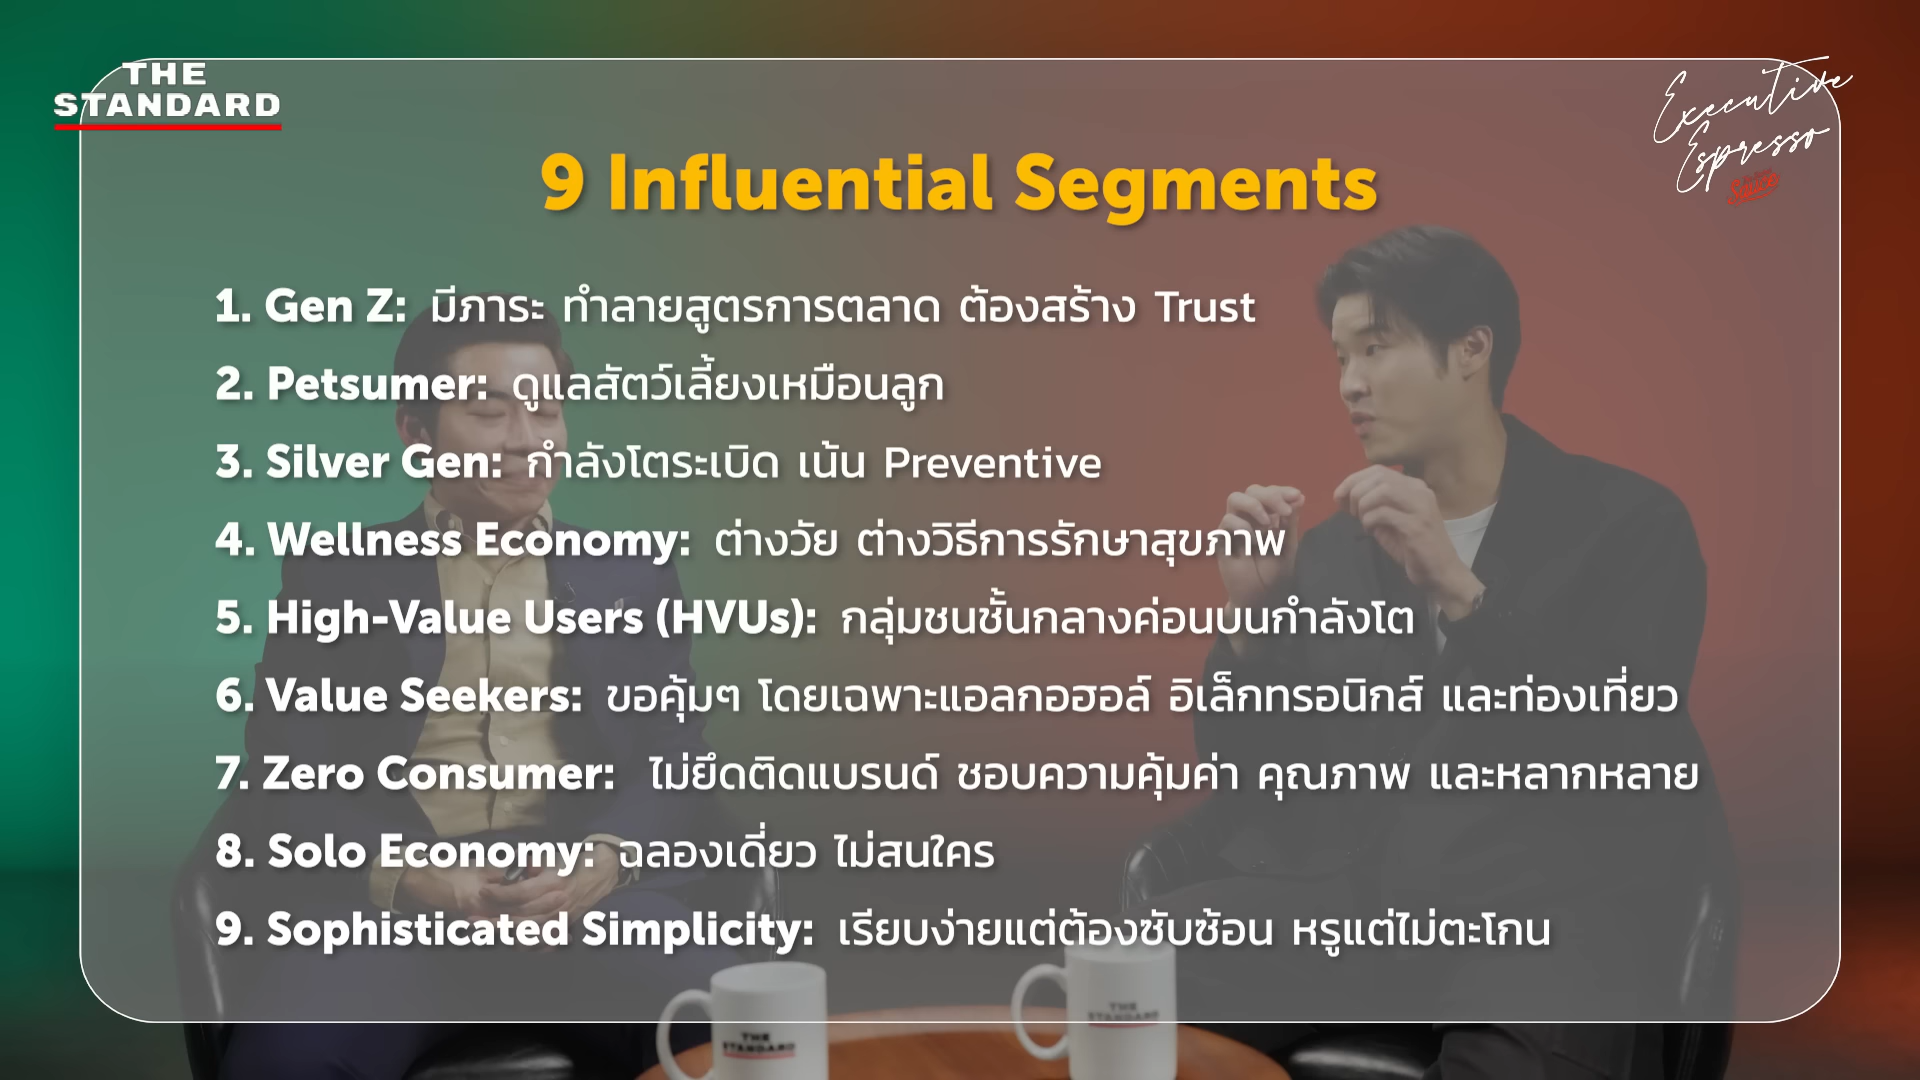 THE
STANDARD
Executive
Espresso
9 Influential Segments
1. Gen Z: มีภาระ ทำลายสูตรการตลาด ต้องสร้าง Trust
2. Petsumer: ดูแลสัตว์เลี้ยงเหมือนลูก
3. Silver Gen: กำลังโตระเบิด เน้น Preventive
4. Wellness Economy: ต่างวัย ต่างวิธีการรักษาสุขภาพ
5. High-Value Users (HVUs): กลุ่มชนชั้นกลางค่อนบนกำลังโต
6. Value Seekers: ขอคุ้มๆ โดยเฉพาะแอลกอฮอล์ อิเล็กทรอนิกส์ และท่องเที่ยว
7. Zero Consumer: ไม่ยึดติดแบรนด์ ชอบความคุ้มค่า คุณภาพ และหลากหลาย
8. Solo Economy: ฉลองเดี่ยว ไม่สนใคร
9. Sophisticated Simplicity: เรียบง่ายแต่ต้องซับซ้อน หรูแต่ไม่ตะโกน
THE
STANDARD
THE
STANDARD